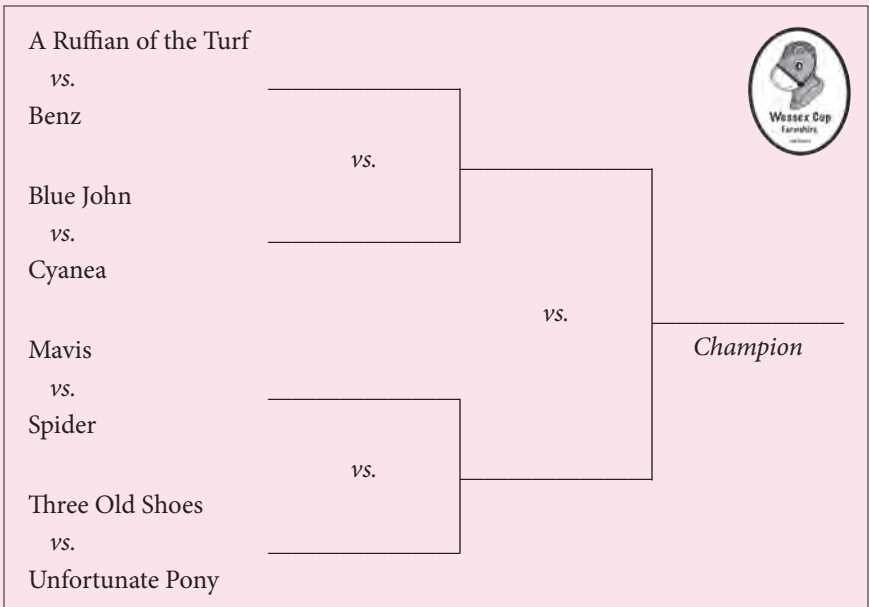 A Ruffian of the Turf
vs.
Benz
vs.
Blue John
vs.
Cyanea
vs.
Mavis
vs.
Spider
vs.
Three Old Shoes
vs.
Unfortunate Pony
Champion
Wessex Cup